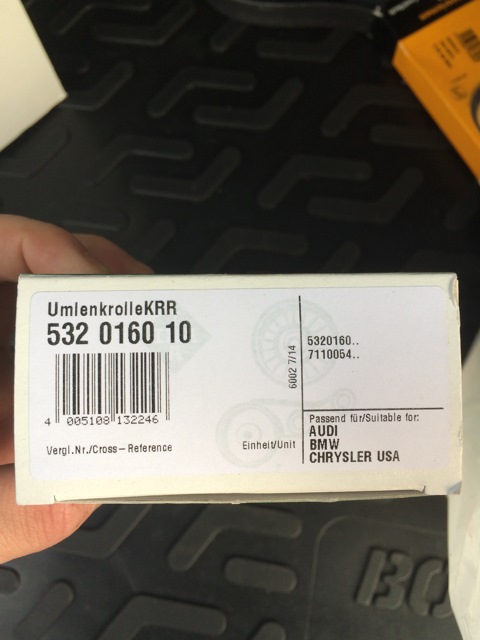 UmlenkrolleKRR
532 0160 10
4 005108 132246
Vergl.Nr./Cross-Reference
Einheit/Unit
6002 7/14
5320160..
7110054..
Passend für/Suitable for:
AUDI
BMW
CHRYSLER USA
BO